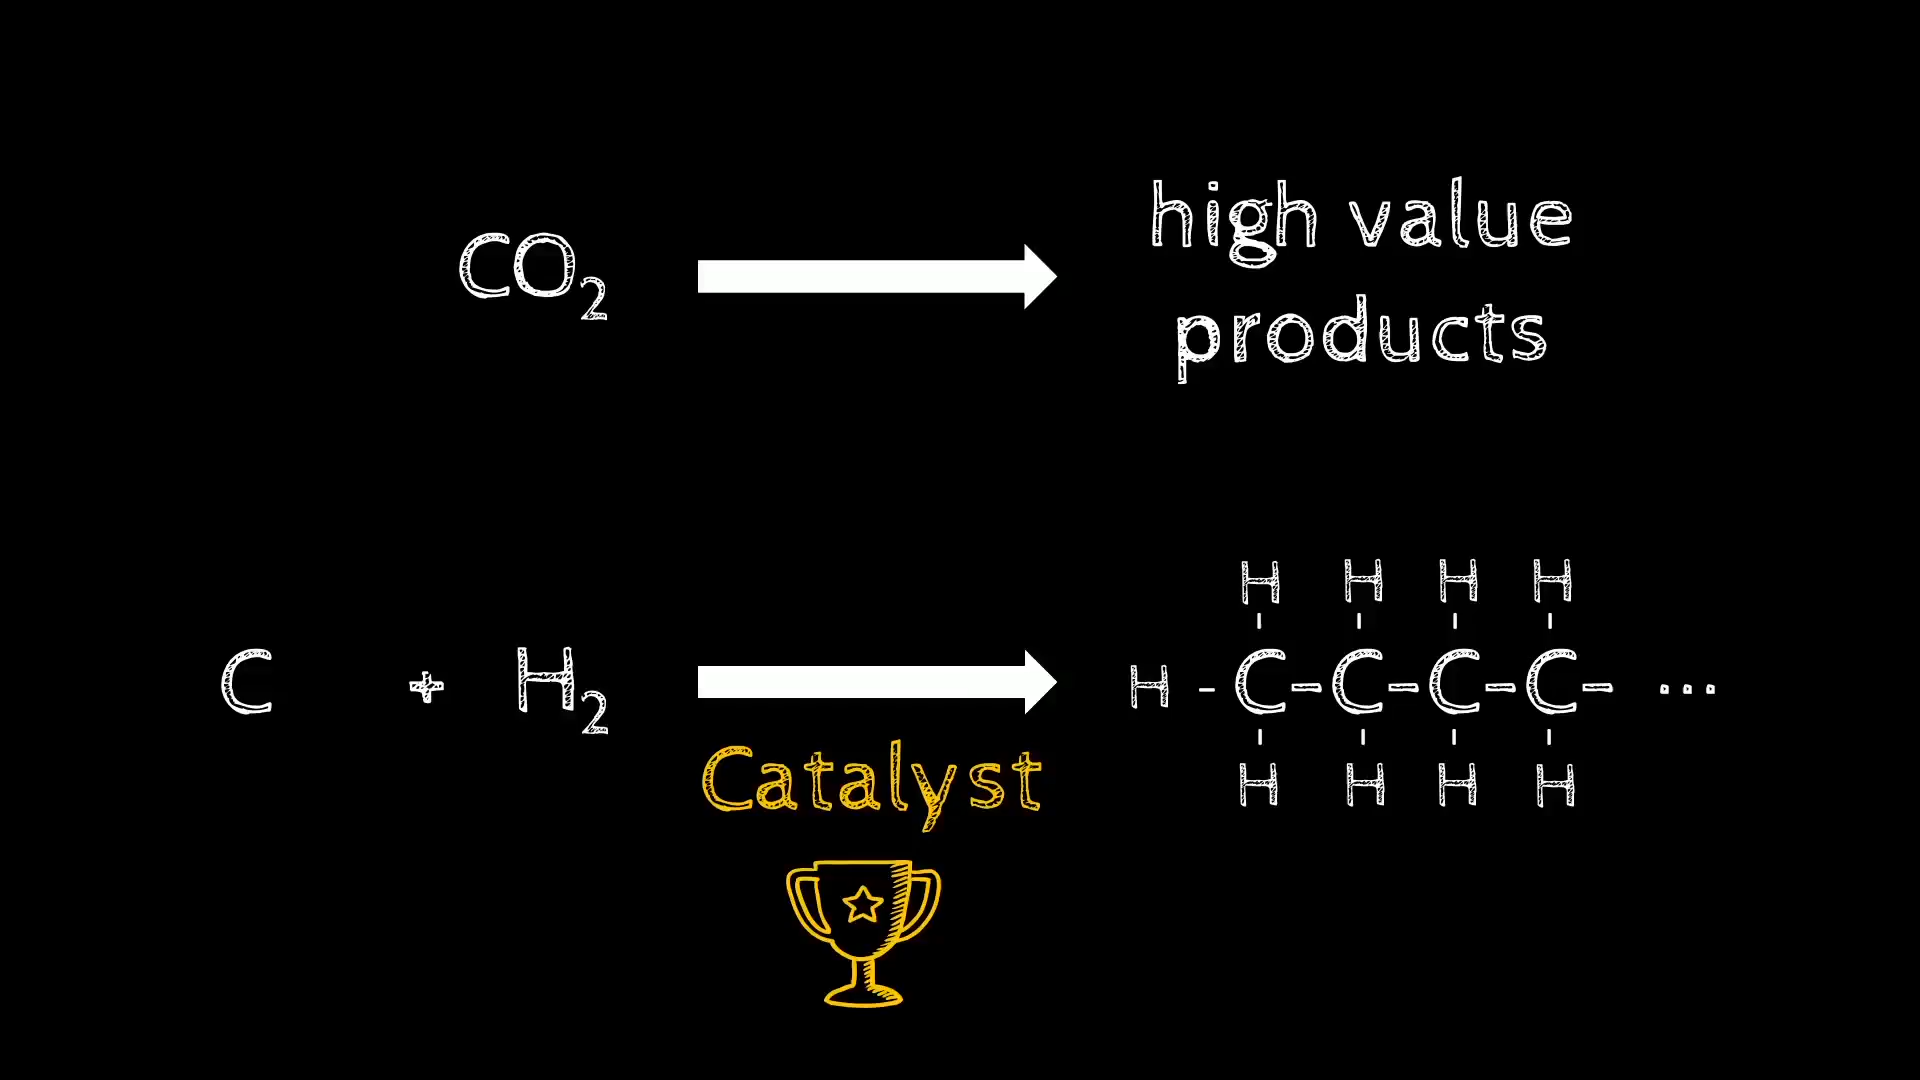 high value
CO₂
products
H H H H
C + H₂ H - C - C - C - C - ...
Catalyst
H H H H